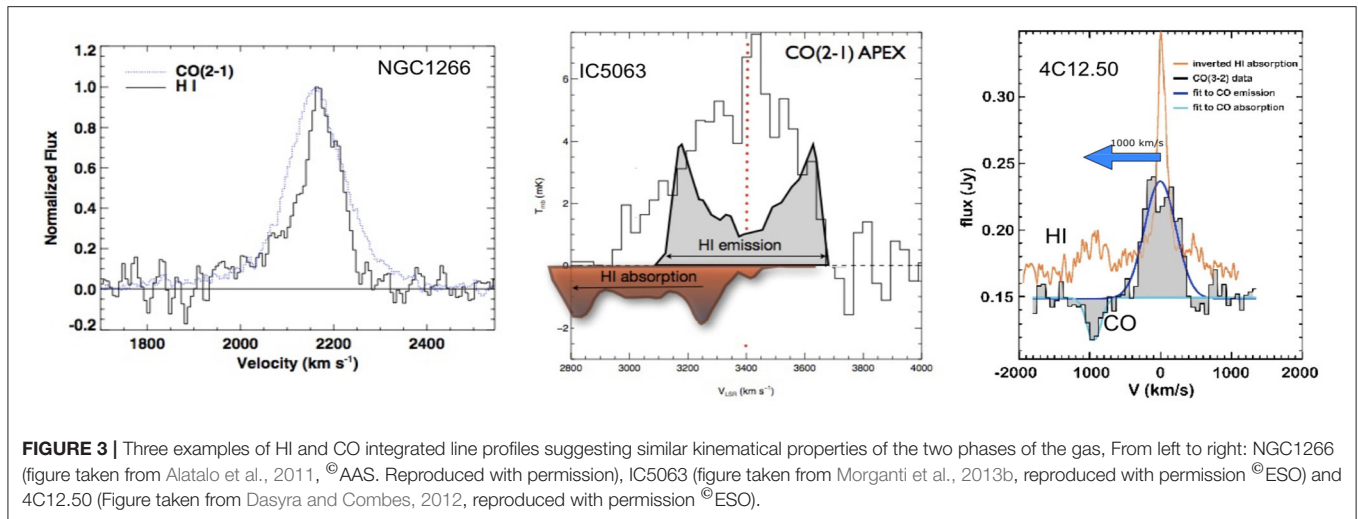 1.2
1.0
0.8
0.6
0.4
0.2
0.0
-0.2
Normalized Flux
CO(2-1)
H I
NGC1266
1800 2000 2200 2400
Velocity (km s-1)
IC5063
CO(2-1) APEX
6
4
2
0
-2
Tmb (mK)
HI emission
HI absorption
2800 3000 3200 3400 3600 3800 4000
VLSR (km s-1)
4C12.50
inverted HI absorption
CO(3-2) data
fit to CO emission
fit to CO absorption
0.30
0.25
0.20
0.15
flux (Jy)
1000 km/s
HI
CO
-2000 1000 0 1000 2000
V (km/s)
FIGURE 3 | Three examples of HI and CO integrated line profiles suggesting similar kinematical properties of the two phases of the gas, From left to right: NGC1266
(figure taken from Alatalo et al., 2011, ©AAS. Reproduced with permission), IC5063 (figure taken from Morganti et al., 2013b, reproduced with permission ©ESO) and
4C12.50 (Figure taken from Dasyra and Combes, 2012, reproduced with permission ©ESO).